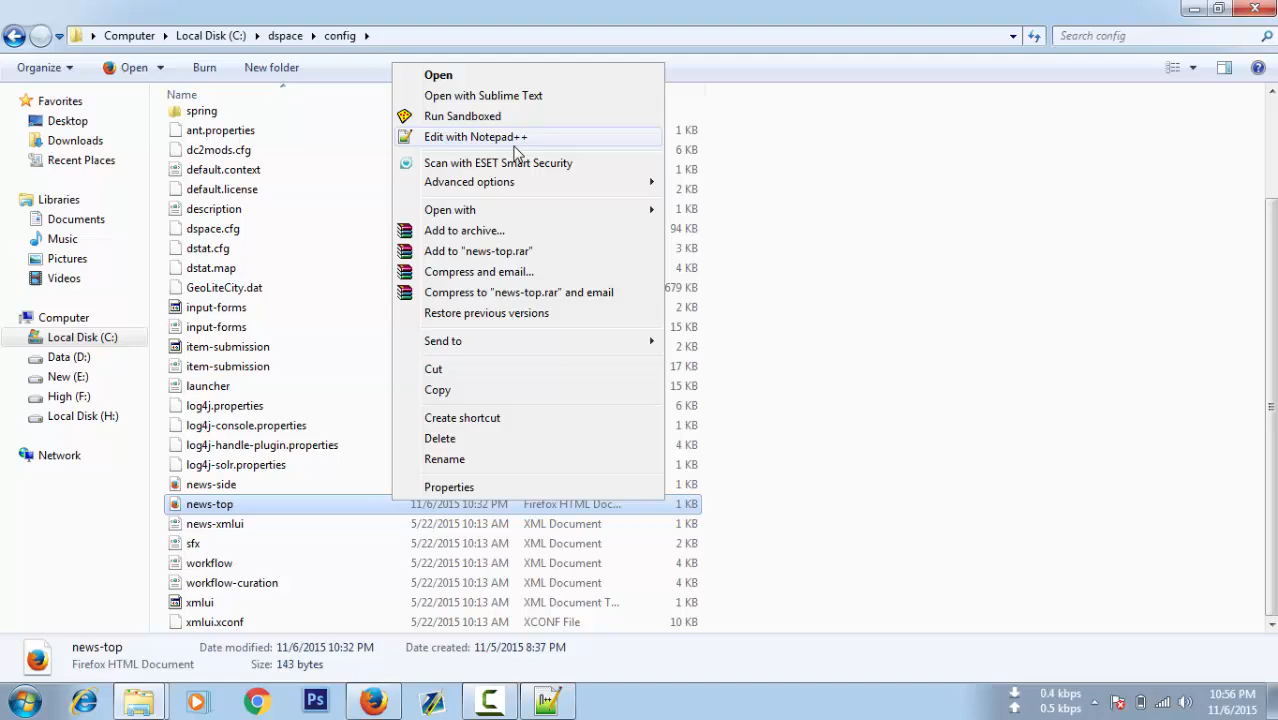 Computer Local Disk (C:) dspace config
Search config
Organize Open Burn New folder
Name
Favorites
Desktop
Downloads
Recent Places
Libraries
Documents
Music
Pictures
Videos
Computer
Local Disk (C:)
Data (D:)
New (E:)
High (F:)
Local Disk (H:)
Network
spring
ant.properties 1 KB
dc2mods.cfg 6 KB
default.context 1 KB
default.license 2 KB
description 1 KB
dspace.cfg 94 KB
dstat.cfg 3 KB
dstat.map 4 KB
GeoLiteCity.dat 679 KB
input-forms 2 KB
input-forms 15 KB
item-submission 2 KB
item-submission 17 KB
launcher 15 KB
log4j.properties 6 KB
log4j-console.properties 1 KB
log4j-handle-plugin.properties 4 KB
log4j-solr.properties 1 KB
news-side 1 KB
news-top 11/6/2015 10:32 PM Firefox HTML Doc... 1 KB
news-xmlui 5/22/2015 10:13 AM XML Document 1 KB
sfx 5/22/2015 10:13 AM XML Document 2 KB
workflow 5/22/2015 10:13 AM XML Document 4 KB
workflow-curation 5/22/2015 10:13 AM XML Document 4 KB
xmlui 5/22/2015 10:13 AM XML Document T... 1 KB
xmlui.xconf 5/22/2015 10:13 AM XCONF File 10 KB
Open
Open with Sublime Text
Run Sandboxed
Edit with Notepad++
Scan with ESET Smart Security
Advanced options
Open with
Add to archive...
Add to "news-top.rar"
Compress and email...
Compress to "news-top.rar" and email
Restore previous versions
Send to
Cut
Copy
Create shortcut
Delete
Rename
Properties
news-top Date modified: 11/6/2015 10:32 PM Date created: 11/5/2015 8:37 PM
Firefox HTML Document Size: 143 bytes
Ps
0.4 kbps
0.5 kbps
10:56 PM
11/6/2015